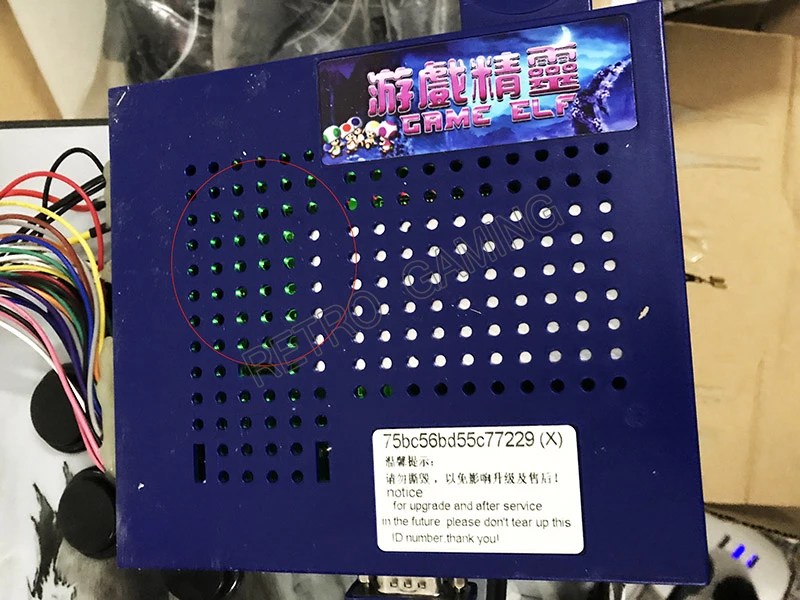 游戲精靈
GAME ELF
RETRO GAMING
75bc56bd55c77229 (X)
温馨提示:
请勿撕毁，以免影响升级及售后!
notice
for upgrade and after service
in the future please don't tear up this
ID number,thank you!